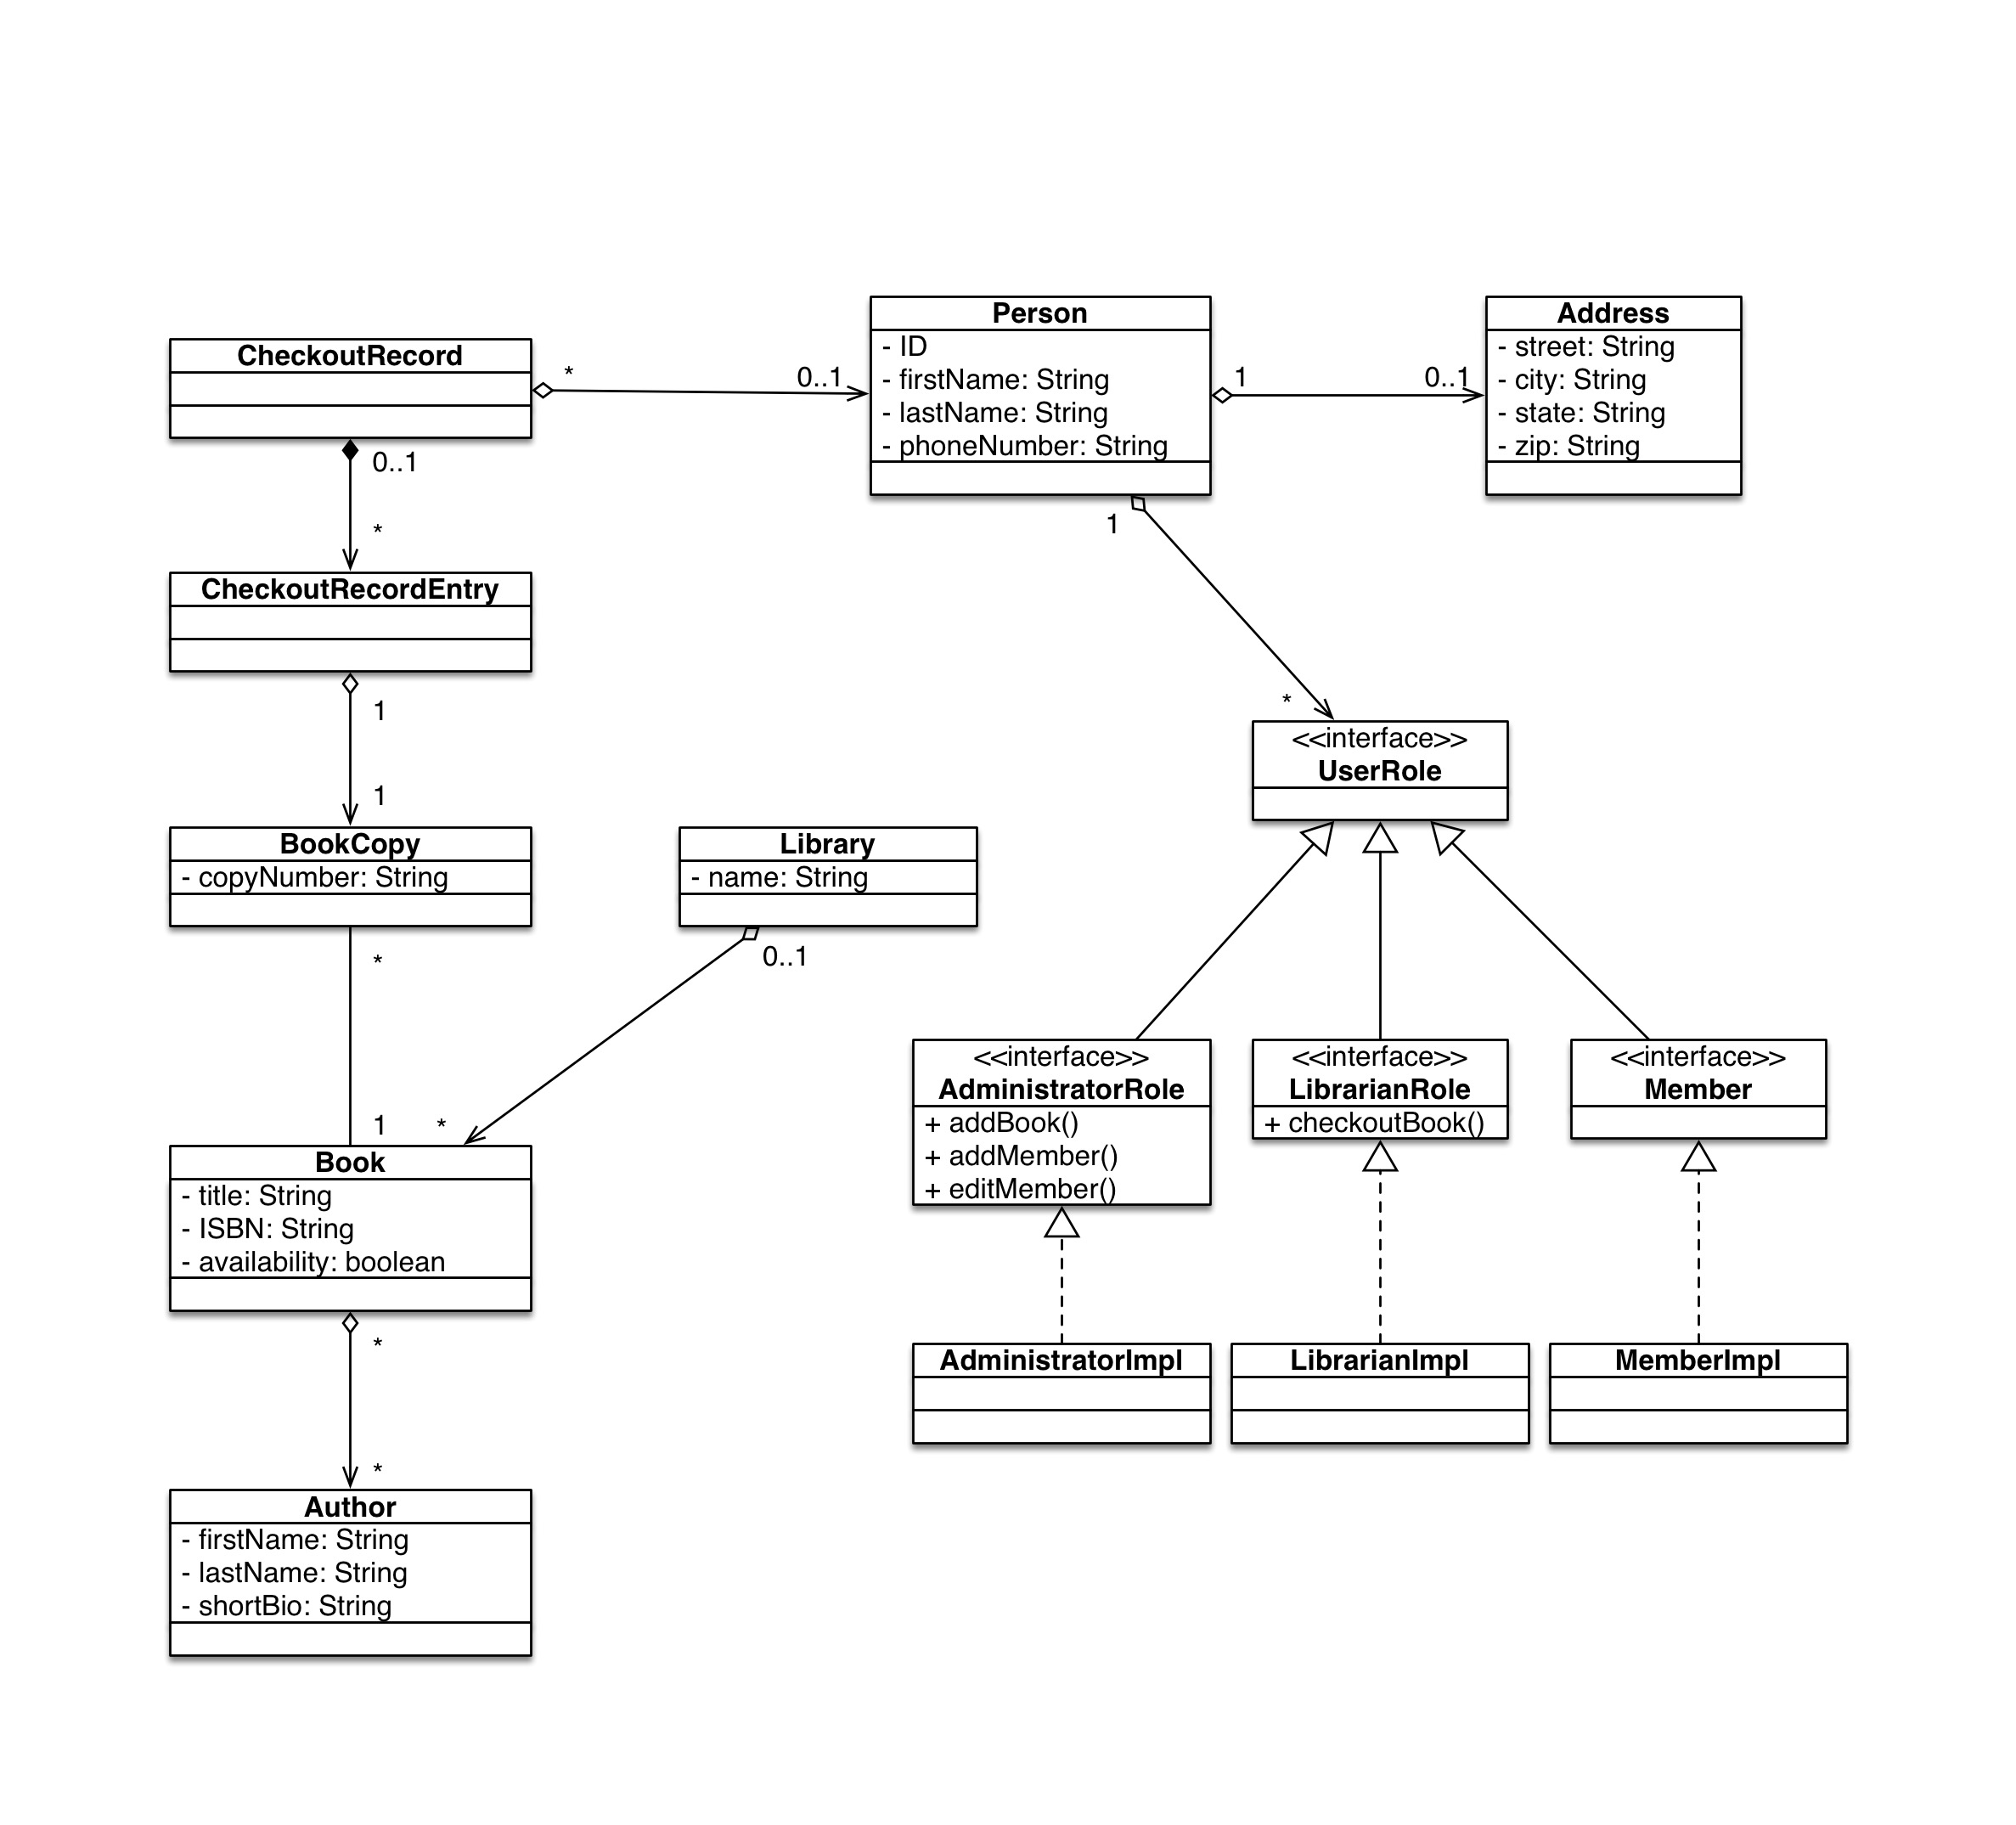 CheckoutRecord
*
0..1
Person
- ID
- firstName: String
- lastName: String
- phoneNumber: String
1
0..1
Address
- street: String
- city: String
- state: String
- zip: String
0..1
*
1
*
CheckoutRecordEntry
1
1
<<interface>>
UserRole
BookCopy
- copyNumber: String
Library
- name: String
*
0..1
1
*
<<interface>>
AdministratorRole
+ addBook()
+ addMember()
+ editMember()
<<interface>>
LibrarianRole
+ checkoutBook()
<<interface>>
Member
Book
- title: String
- ISBN: String
- availability: boolean
*
*
AdministratorImpl
LibrarianImpl
MemberImpl
Author
- firstName: String
- lastName: String
- shortBio: String